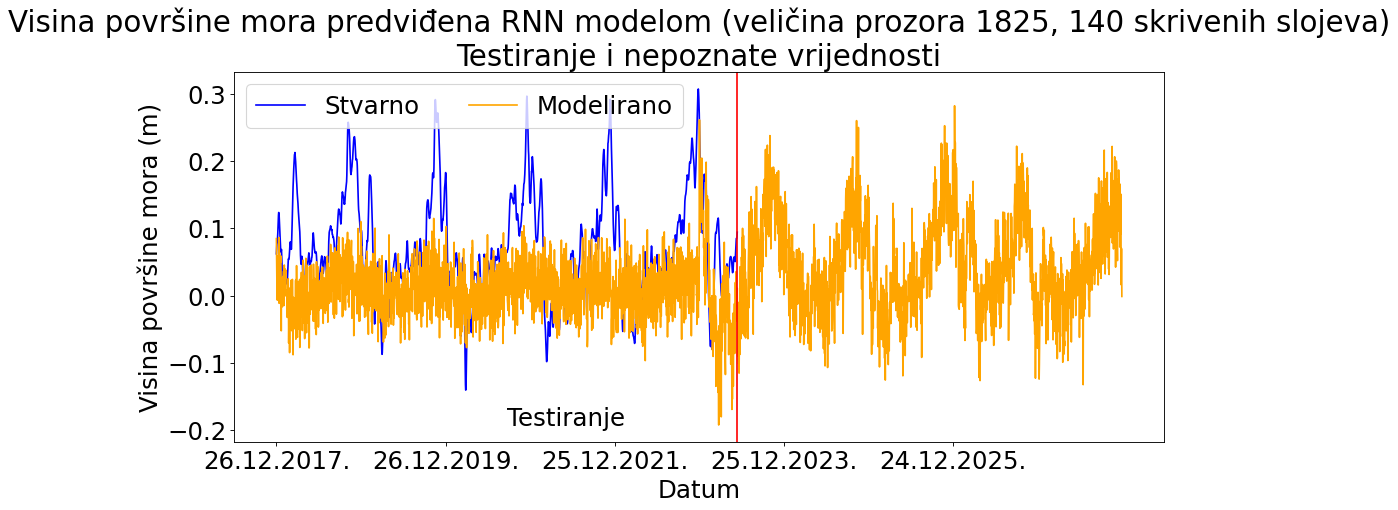 Visina površine mora predviđena RNN modelom (veličina prozora 1825, 140 skrivenih slojeva)
Testiranje i nepoznate vrijednosti
Stvarno
Modelirano
Visina površine mora (m)
0.3
0.2
0.1
0.0
−0.1
−0.2
Testiranje
26.12.2017.
26.12.2019.
25.12.2021.
25.12.2023.
24.12.2025.
Datum